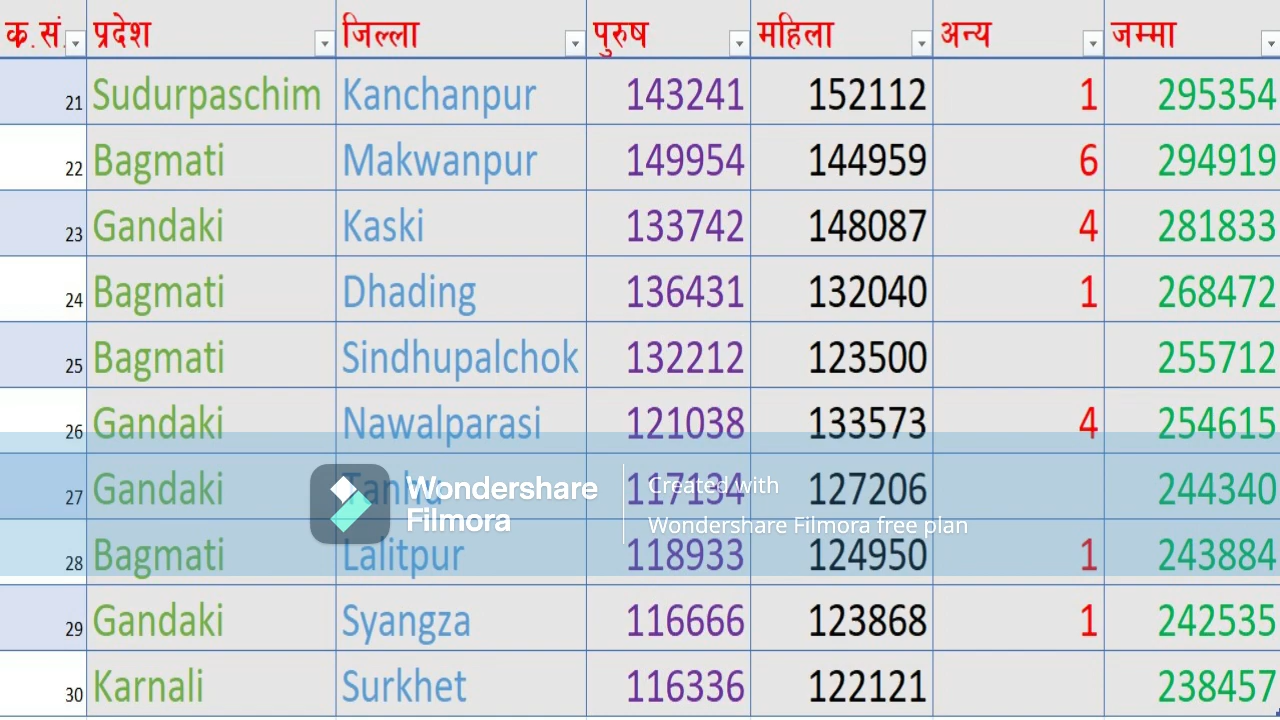 क.सं. प्रदेश जिल्ला पुरुष महिला अन्य जम्मा
21 Sudurpaschim Kanchanpur 143241 152112 1 295354
22 Bagmati Makwanpur 149954 144959 6 294919
23 Gandaki Kaski 133742 148087 4 281833
24 Bagmati Dhading 136431 132040 1 268472
25 Bagmati Sindhupalchok 132212 123500 255712
26 Gandaki Nawalparasi 121038 133573 4 254615
27 Gandaki 117134 127206 244340
Wondershare
Filmora
Created with
Wondershare Filmora free plan
28 Bagmati Lalitpur 118933 124950 1 243884
29 Gandaki Syangza 116666 123868 1 242535
30 Karnali Surkhet 116336 122121 238457